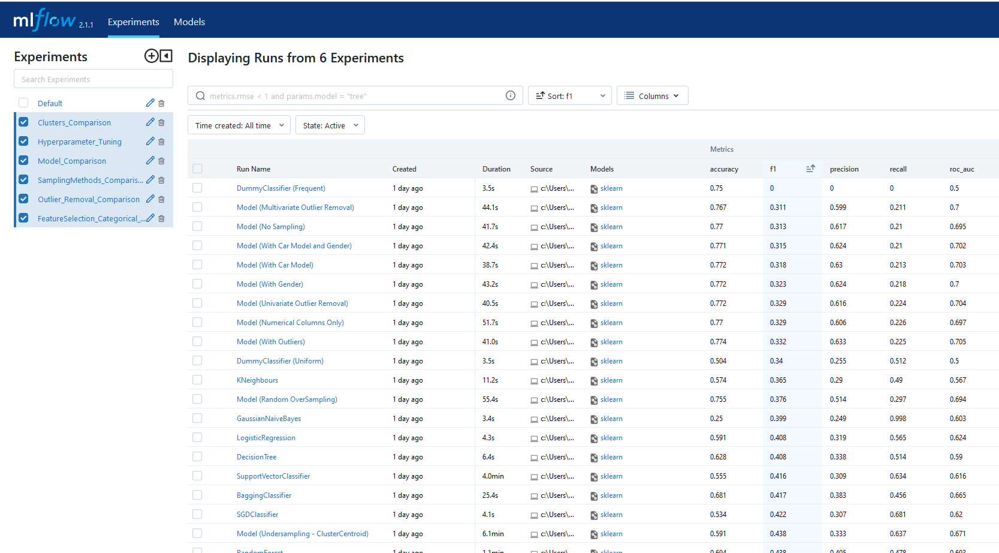 mlflow 2.1.1 Experiments Models
Experiments
Search Experiments
Default
Clusters_Comparison
Hyperparameter_Tuning
Model_Comparison
SamplingMethods_Comparis...
Outlier_Removal_Comparison
FeatureSelection_Categorical_...
Displaying Runs from 6 Experiments
metrics.rmse < 1 and params.model = "tree" Sort: f1 Columns
Time created: All time State: Active
Metrics
Run Name Created Duration Source Models accuracy f1 precision recall roc_auc
DummyClassifier (Frequent) 1 day ago 3.5s c:\Users\... sklearn 0.75 0 0 0 0.5
Model (Multivariate Outlier Removal) 1 day ago 44.1s c:\Users\... sklearn 0.767 0.311 0.599 0.211 0.7
Model (No Sampling) 1 day ago 41.7s c:\Users\... sklearn 0.77 0.313 0.617 0.21 0.695
Model (With Car Model and Gender) 1 day ago 42.4s c:\Users\... sklearn 0.771 0.315 0.624 0.21 0.702
Model (With Car Model) 1 day ago 38.7s c:\Users\... sklearn 0.772 0.318 0.63 0.213 0.703
Model (With Gender) 1 day ago 43.2s c:\Users\... sklearn 0.772 0.323 0.624 0.218 0.7
Model (Univariate Outlier Removal) 1 day ago 40.5s c:\Users\... sklearn 0.772 0.329 0.616 0.224 0.704
Model (Numerical Columns Only) 1 day ago 51.7s c:\Users\... sklearn 0.77 0.329 0.606 0.226 0.697
Model (With Outliers) 1 day ago 41.0s c:\Users\... sklearn 0.774 0.332 0.633 0.225 0.705
DummyClassifier (Uniform) 1 day ago 3.5s c:\Users\... sklearn 0.504 0.34 0.255 0.512 0.5
KNeighbours 1 day ago 11.2s c:\Users\... sklearn 0.574 0.365 0.29 0.49 0.567
Model (Random OverSampling) 1 day ago 55.4s c:\Users\... sklearn 0.755 0.376 0.514 0.297 0.694
GaussianNaiveBayes 1 day ago 3.4s c:\Users\... sklearn 0.25 0.399 0.249 0.998 0.603
LogisticRegression 1 day ago 4.3s c:\Users\... sklearn 0.591 0.408 0.319 0.565 0.624
DecisionTree 1 day ago 6.4s c:\Users\... sklearn 0.628 0.408 0.338 0.514 0.59
SupportVectorClassifier 1 day ago 4.0min c:\Users\... sklearn 0.555 0.416 0.309 0.634 0.616
BaggingClassifier 1 day ago 25.4s c:\Users\... sklearn 0.681 0.417 0.383 0.456 0.665
SGDClassifier 1 day ago 4.1s c:\Users\... sklearn 0.534 0.422 0.307 0.681 0.62
Model (Undersampling - ClusterCentroid) 1 day ago 6.1min c:\Users\... sklearn 0.591 0.438 0.333 0.637 0.671
RandomForest 1 day ago 1.1min c:\Users\... sklearn 0.694 0.438 0.405 0.478 0.693